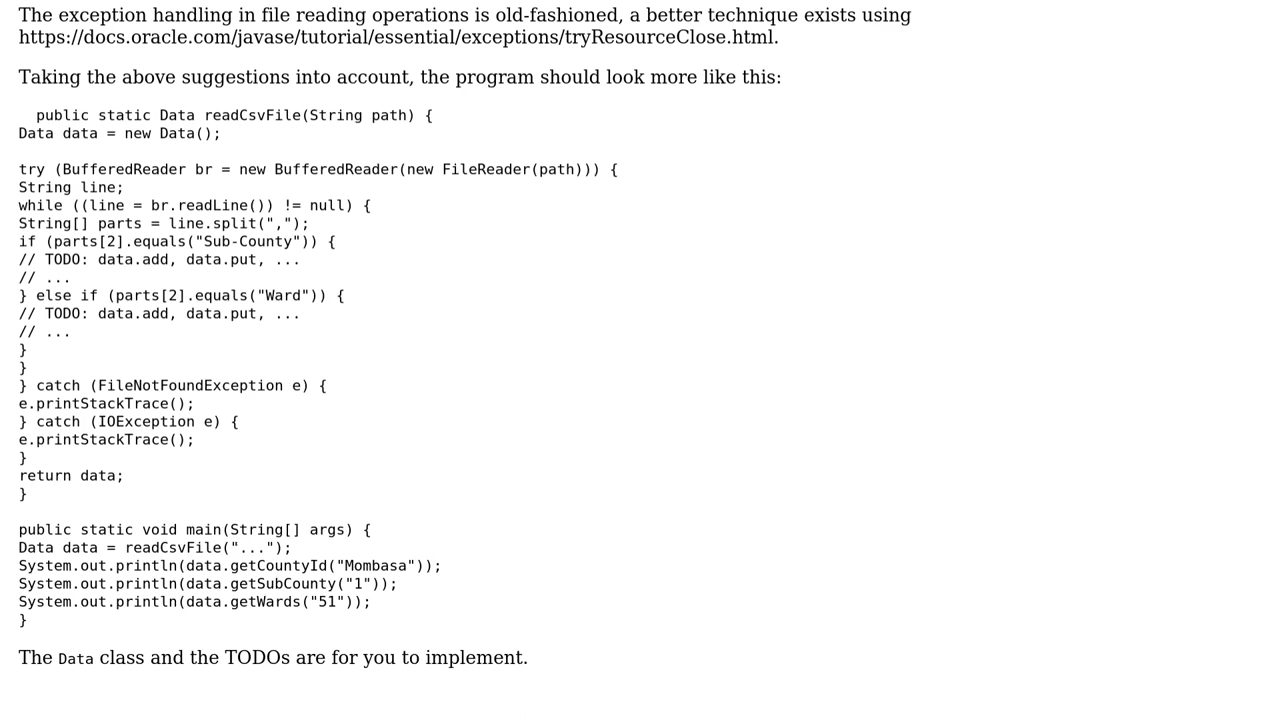 The exception handling in file reading operations is old-fashioned, a better technique exists using
https://docs.oracle.com/javase/tutorial/essential/exceptions/tryResourceClose.html.
Taking the above suggestions into account, the program should look more like this:
public static Data readCsvFile(String path) {
Data data = new Data();
try (BufferedReader br = new BufferedReader(new FileReader(path))) {
String line;
while ((line = br.readLine()) != null) {
String[] parts = line.split(",");
if (parts[2].equals("Sub-County")) {
// TODO: data.add, data.put, ...
// ...
} else if (parts[2].equals("Ward")) {
// TODO: data.add, data.put, ...
// ...
}
}
} catch (FileNotFoundException e) {
e.printStackTrace();
} catch (IOException e) {
e.printStackTrace();
}
return data;
}
public static void main(String[] args) {
Data data = readCsvFile("...");
System.out.println(data.getCountyId("Mombasa"));
System.out.println(data.getSubCounty("1"));
System.out.println(data.getWards("51"));
}
The Data class and the TODOs are for you to implement.